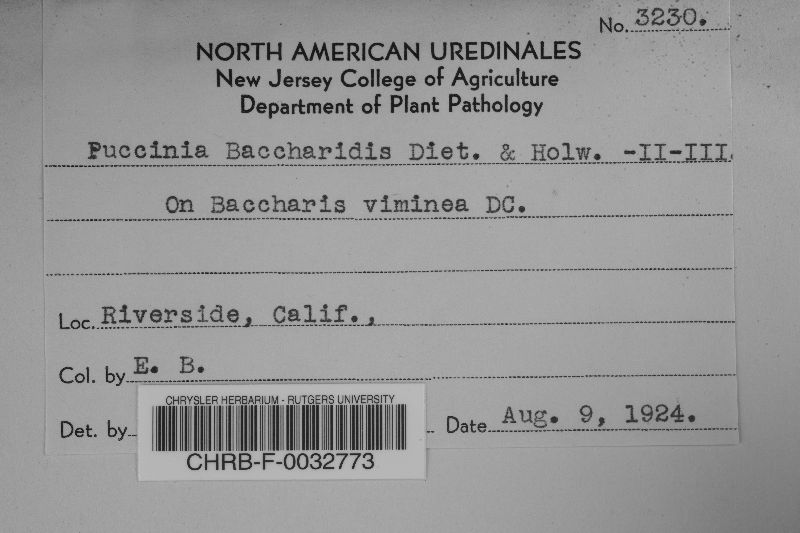 No. 3230.
NORTH AMERICAN UREDINALES
New Jersey College of Agriculture
Department of Plant Pathology
Puccinia Baccharidis Diet. & Holw. -II-III.
On Baccharis viminea DC.
Loc. Riverside, Calif.,
Col. by E. B.
Det. by
CHRYSLER HERBARIUM - RUTGERS UNIVERSITY
CHRB-F-0032773
Date Aug. 9, 1924.